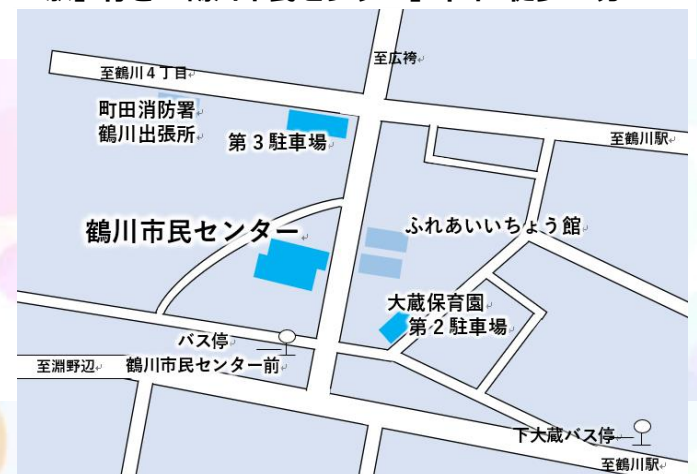 至広袴
至鶴川4丁目
町田消防署
鶴川出張所
第3駐車場
至鶴川駅
鶴川市民センター
ふれあいいちょう館
大蔵保育園
第2駐車場
バス停
鶴川市民センター前
至淵野辺
下大蔵バス停
至鶴川駅